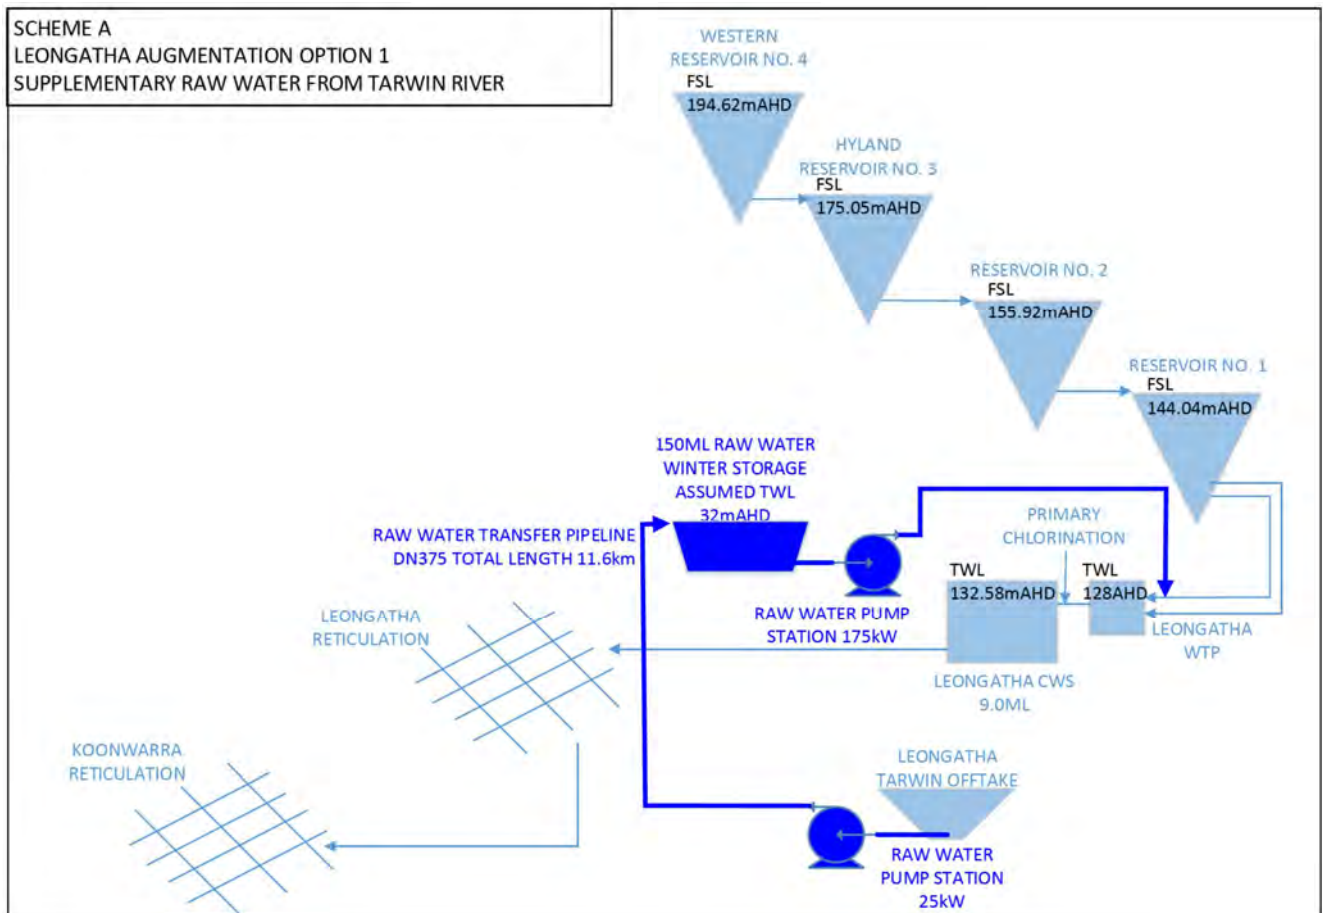 SCHEME A
LEONGATHA AUGMENTATION OPTION 1
SUPPLEMENTARY RAW WATER FROM TARWIN RIVER
WESTERN
RESERVOIR NO. 4
FSL
194.62mAHD
HYLAND
RESERVOIR NO. 3
FSL
175.05mAHD
RESERVOIR NO. 2
FSL
155.92mAHD
RESERVOIR NO. 1
FSL
144.04mAHD
150ML RAW WATER
WINTER STORAGE
ASSUMED TWL
32mAHD
RAW WATER TRANSFER PIPELINE
DN375 TOTAL LENGTH 11.6km
PRIMARY
CHLORINATION
TWL
132.58mAHD
TWL
128AHD
RAW WATER PUMP
STATION 175kW
LEONGATHA
WTP
LEONGATHA
RETICULATION
LEONGATHA CWS
9.0ML
KOONWARRA
RETICULATION
LEONGATHA
TARWIN OFFTAKE
RAW WATER
PUMP STATION
25kW